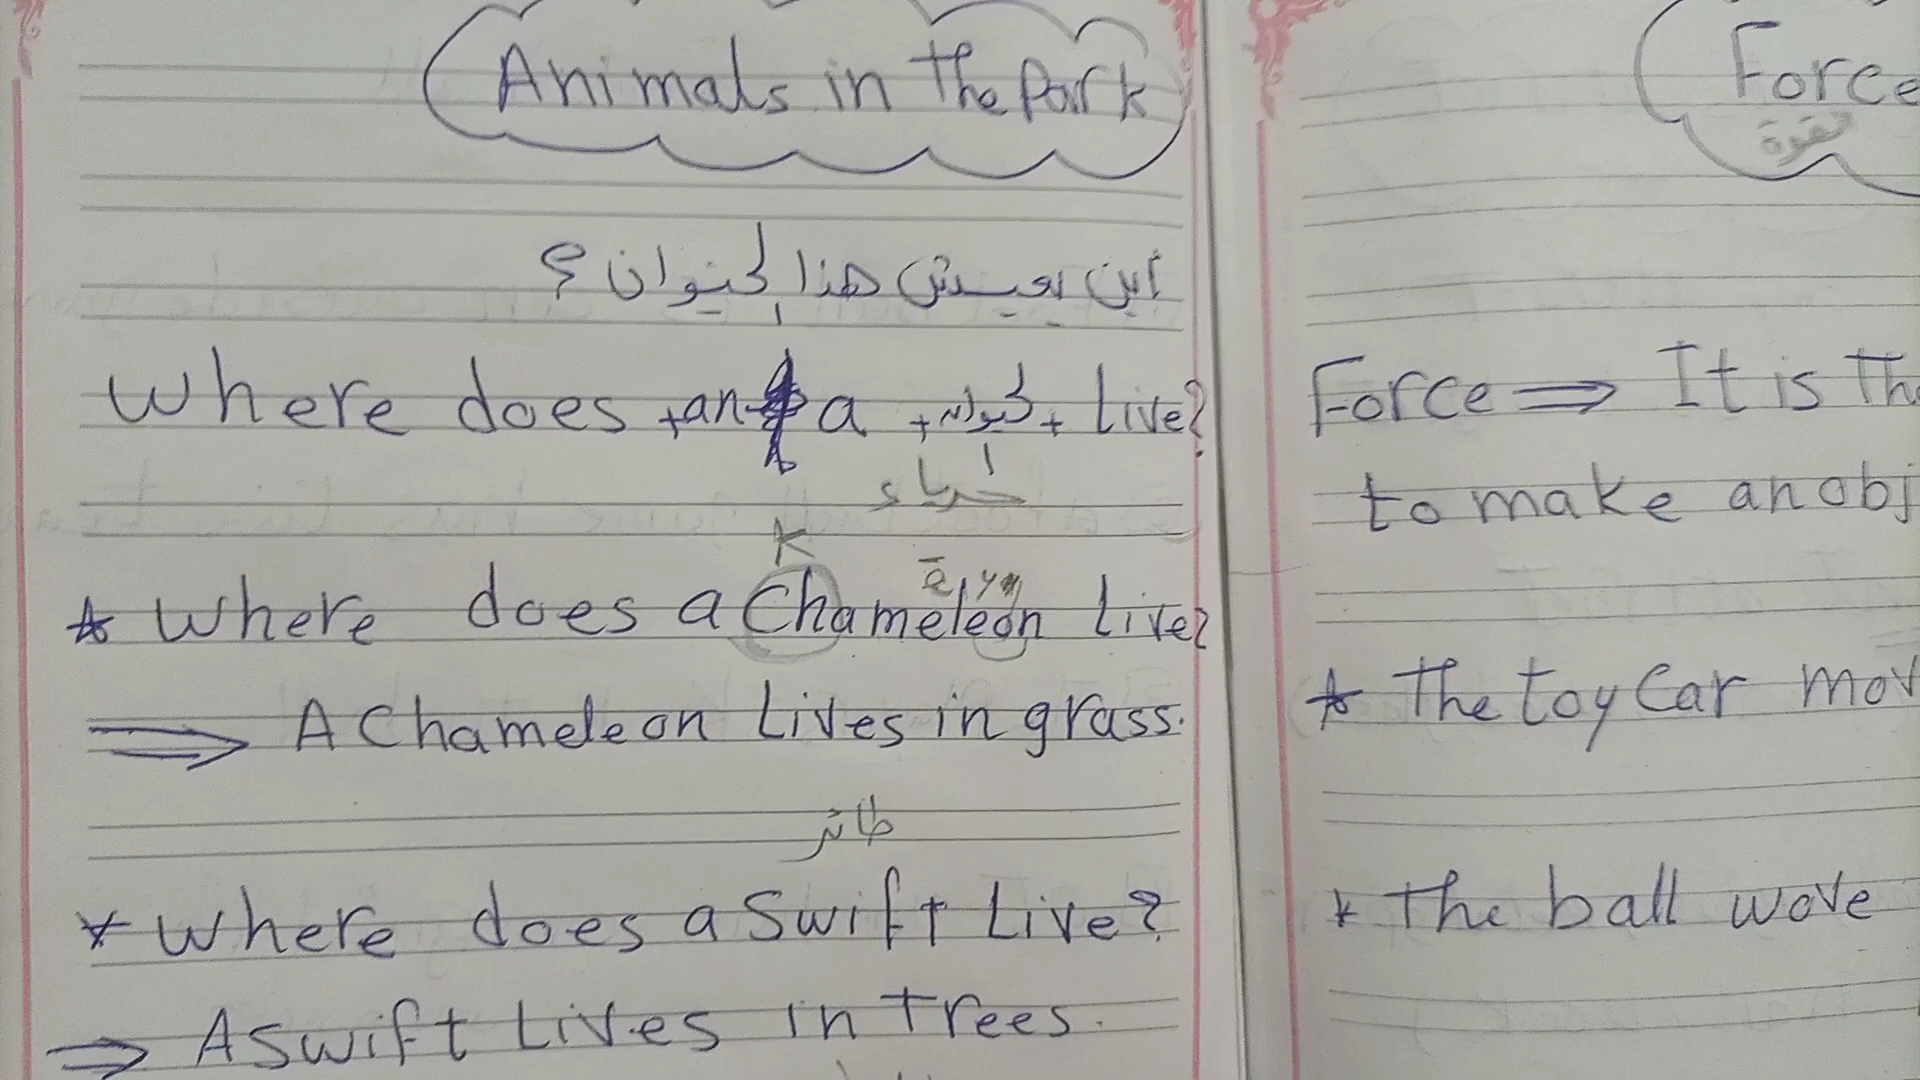 Animals in the Park
أين يعيش هذا الحيوان ؟
Where does + an a + الحيوان + Live?
حرباء
K
Where does a Chameleon Live?
A Chameleon Lives in grass.
طائر
Where does a Swift Live?
A Swift Lives in Trees.
Force
القوة
Force ⇒ It is The
to make an obj
The toy Car mov
The ball wove